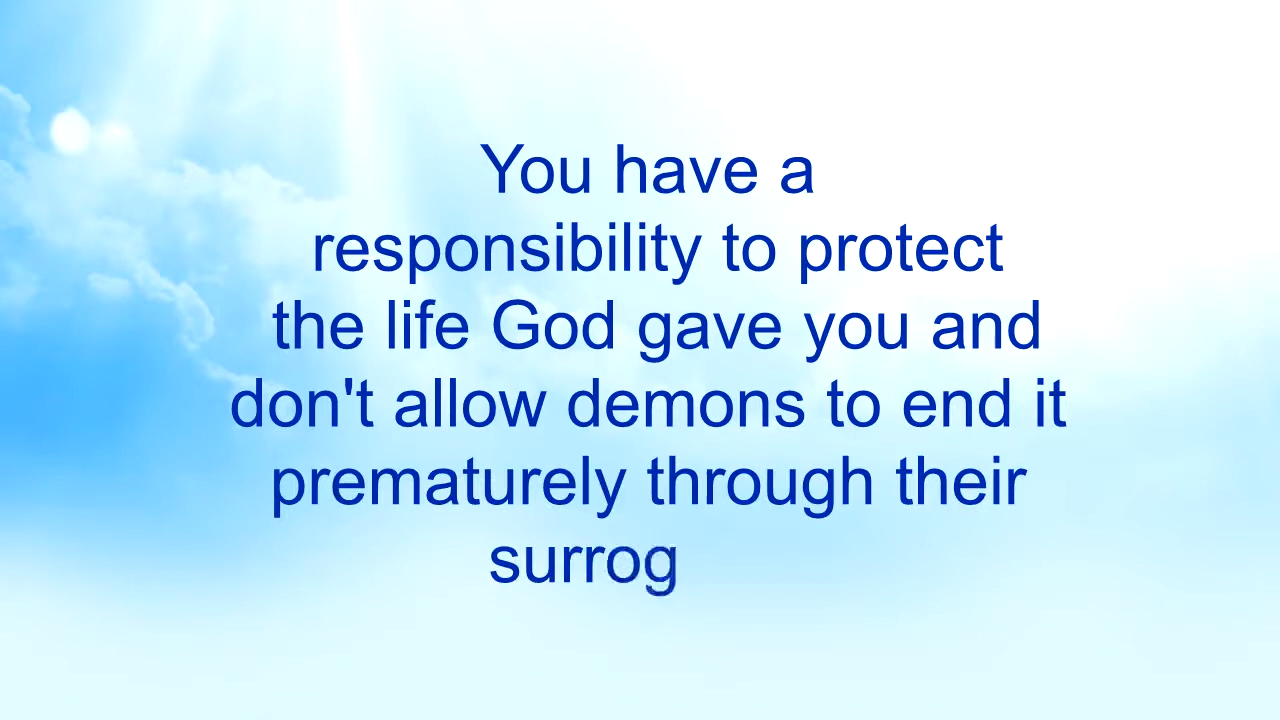 You have a
responsibility to protect
the life God gave you and
don't allow demons to end it
prematurely through their
surrog